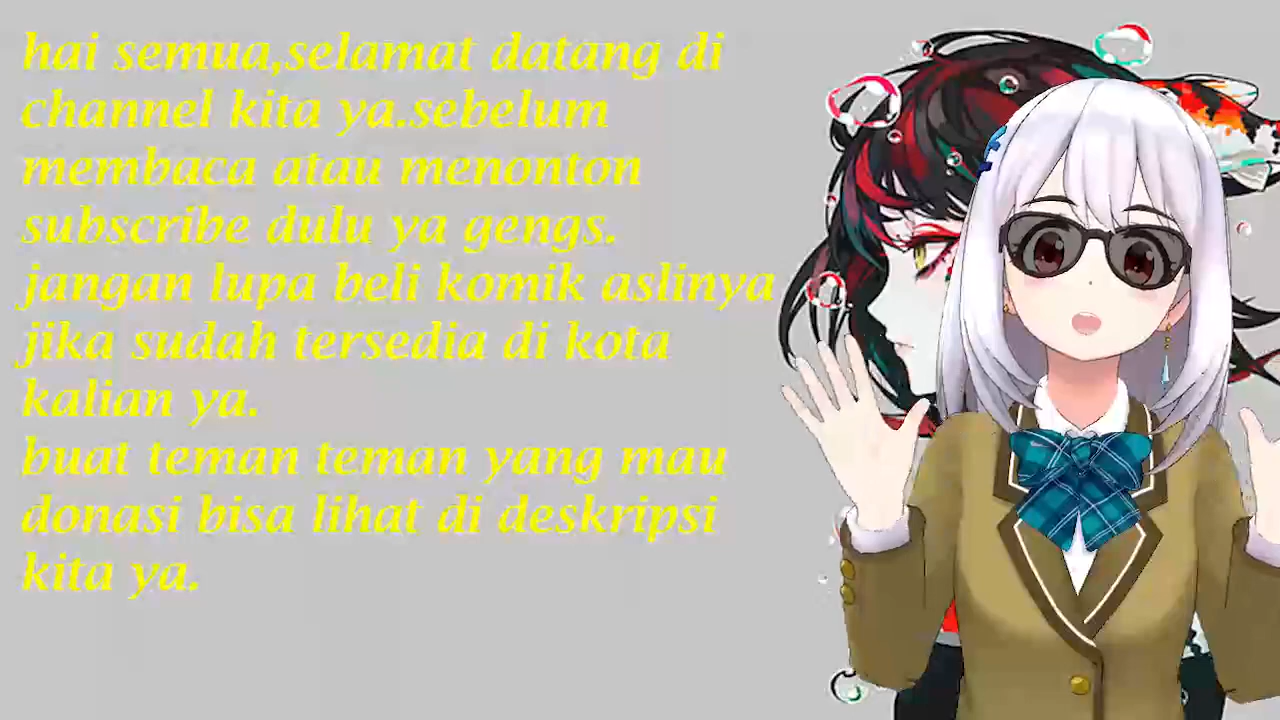 hai semua,selamat datang di
channel kita ya.sebelum
membaca atau menonton
subscribe dulu ya gengs.
jangan lupa beli komik aslinya
jika sudah tersedia di kota
kalian ya.
buat teman teman yang mau
donasi bisa lihat di deskripsi
kita ya.